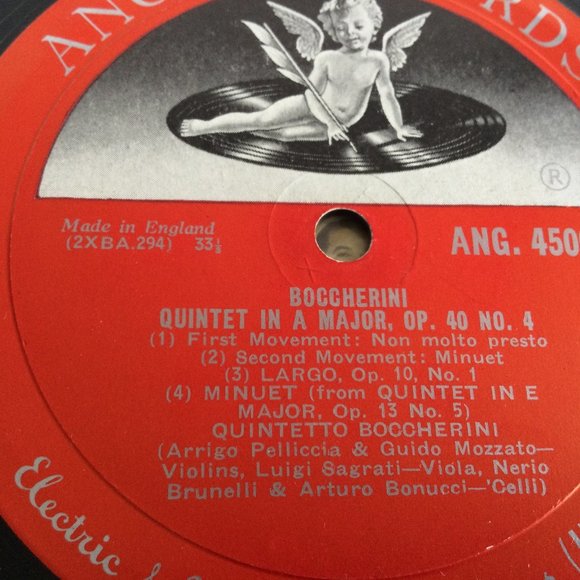 Made in England
(2XBA.294) 33⅓
BOCCHERINI
QUINTET IN A MAJOR, OP. 40 NO. 4
(1) First Movement: Non molto presto
(2) Second Movement: Minuet
(3) LARGO, Op. 10, No. 1
(4) MINUET (from QUINTET IN E
MAJOR, Op. 13 No. 5)
QUINTETTO BOCCHERINI
(Arrigo Pelliccia & Guido Mozzato—
Violins, Luigi Sagrati—Viola, Nerio
Brunelli & Arturo Bonucci—'Celli)
®
ANG.
Electric &